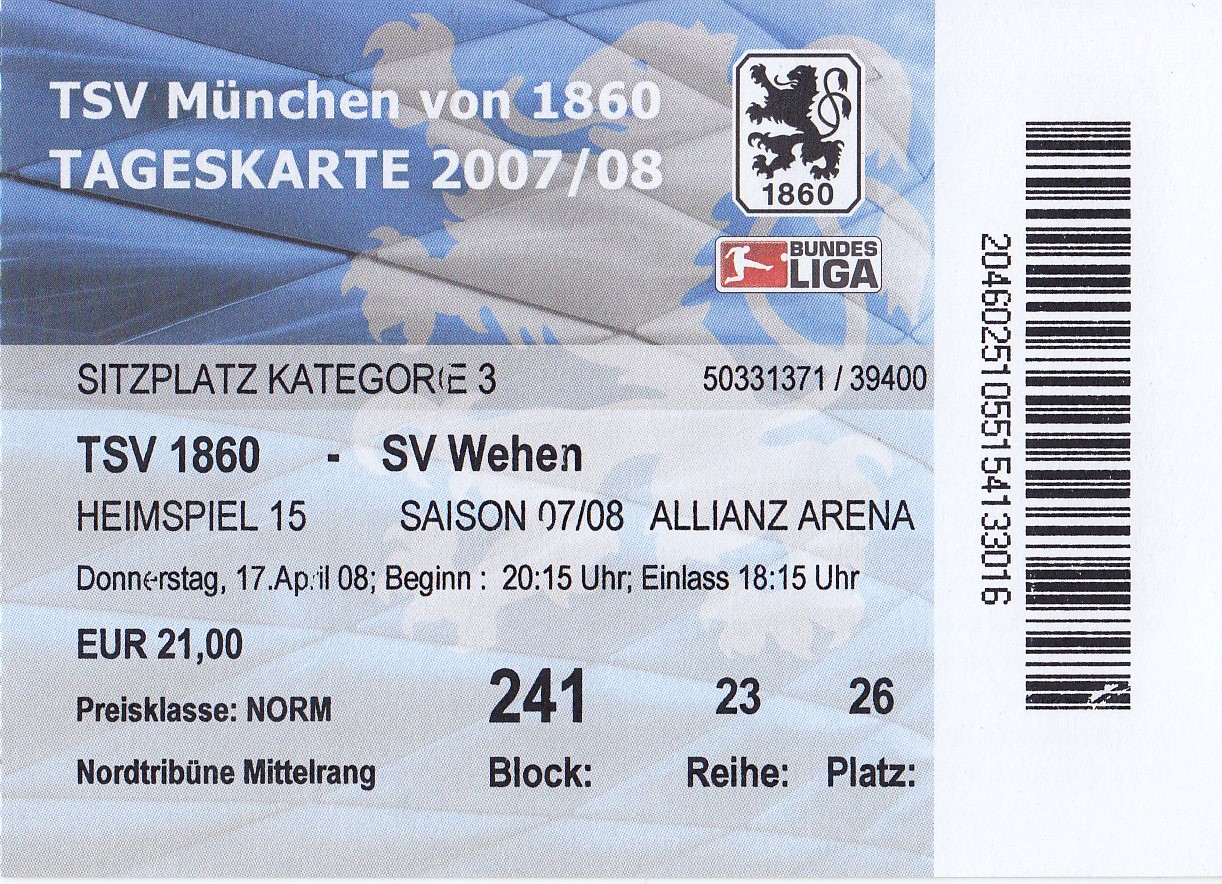 TSV München von 1860
TAGESKARTE 2007/08
1860
BUNDES
LIGA
SITZPLATZ KATEGORIE 3 50331371 / 39400
TSV 1860 - SV Wehen
HEIMSPIEL 15 SAISON 07/08 ALLIANZ ARENA
Donnerstag, 17.April 08; Beginn : 20:15 Uhr; Einlass 18:15 Uhr
EUR 21,00
Preisklasse: NORM 241 23 26
Nordtribüne Mittelrang Block: Reihe: Platz:
2046025105515413301​6